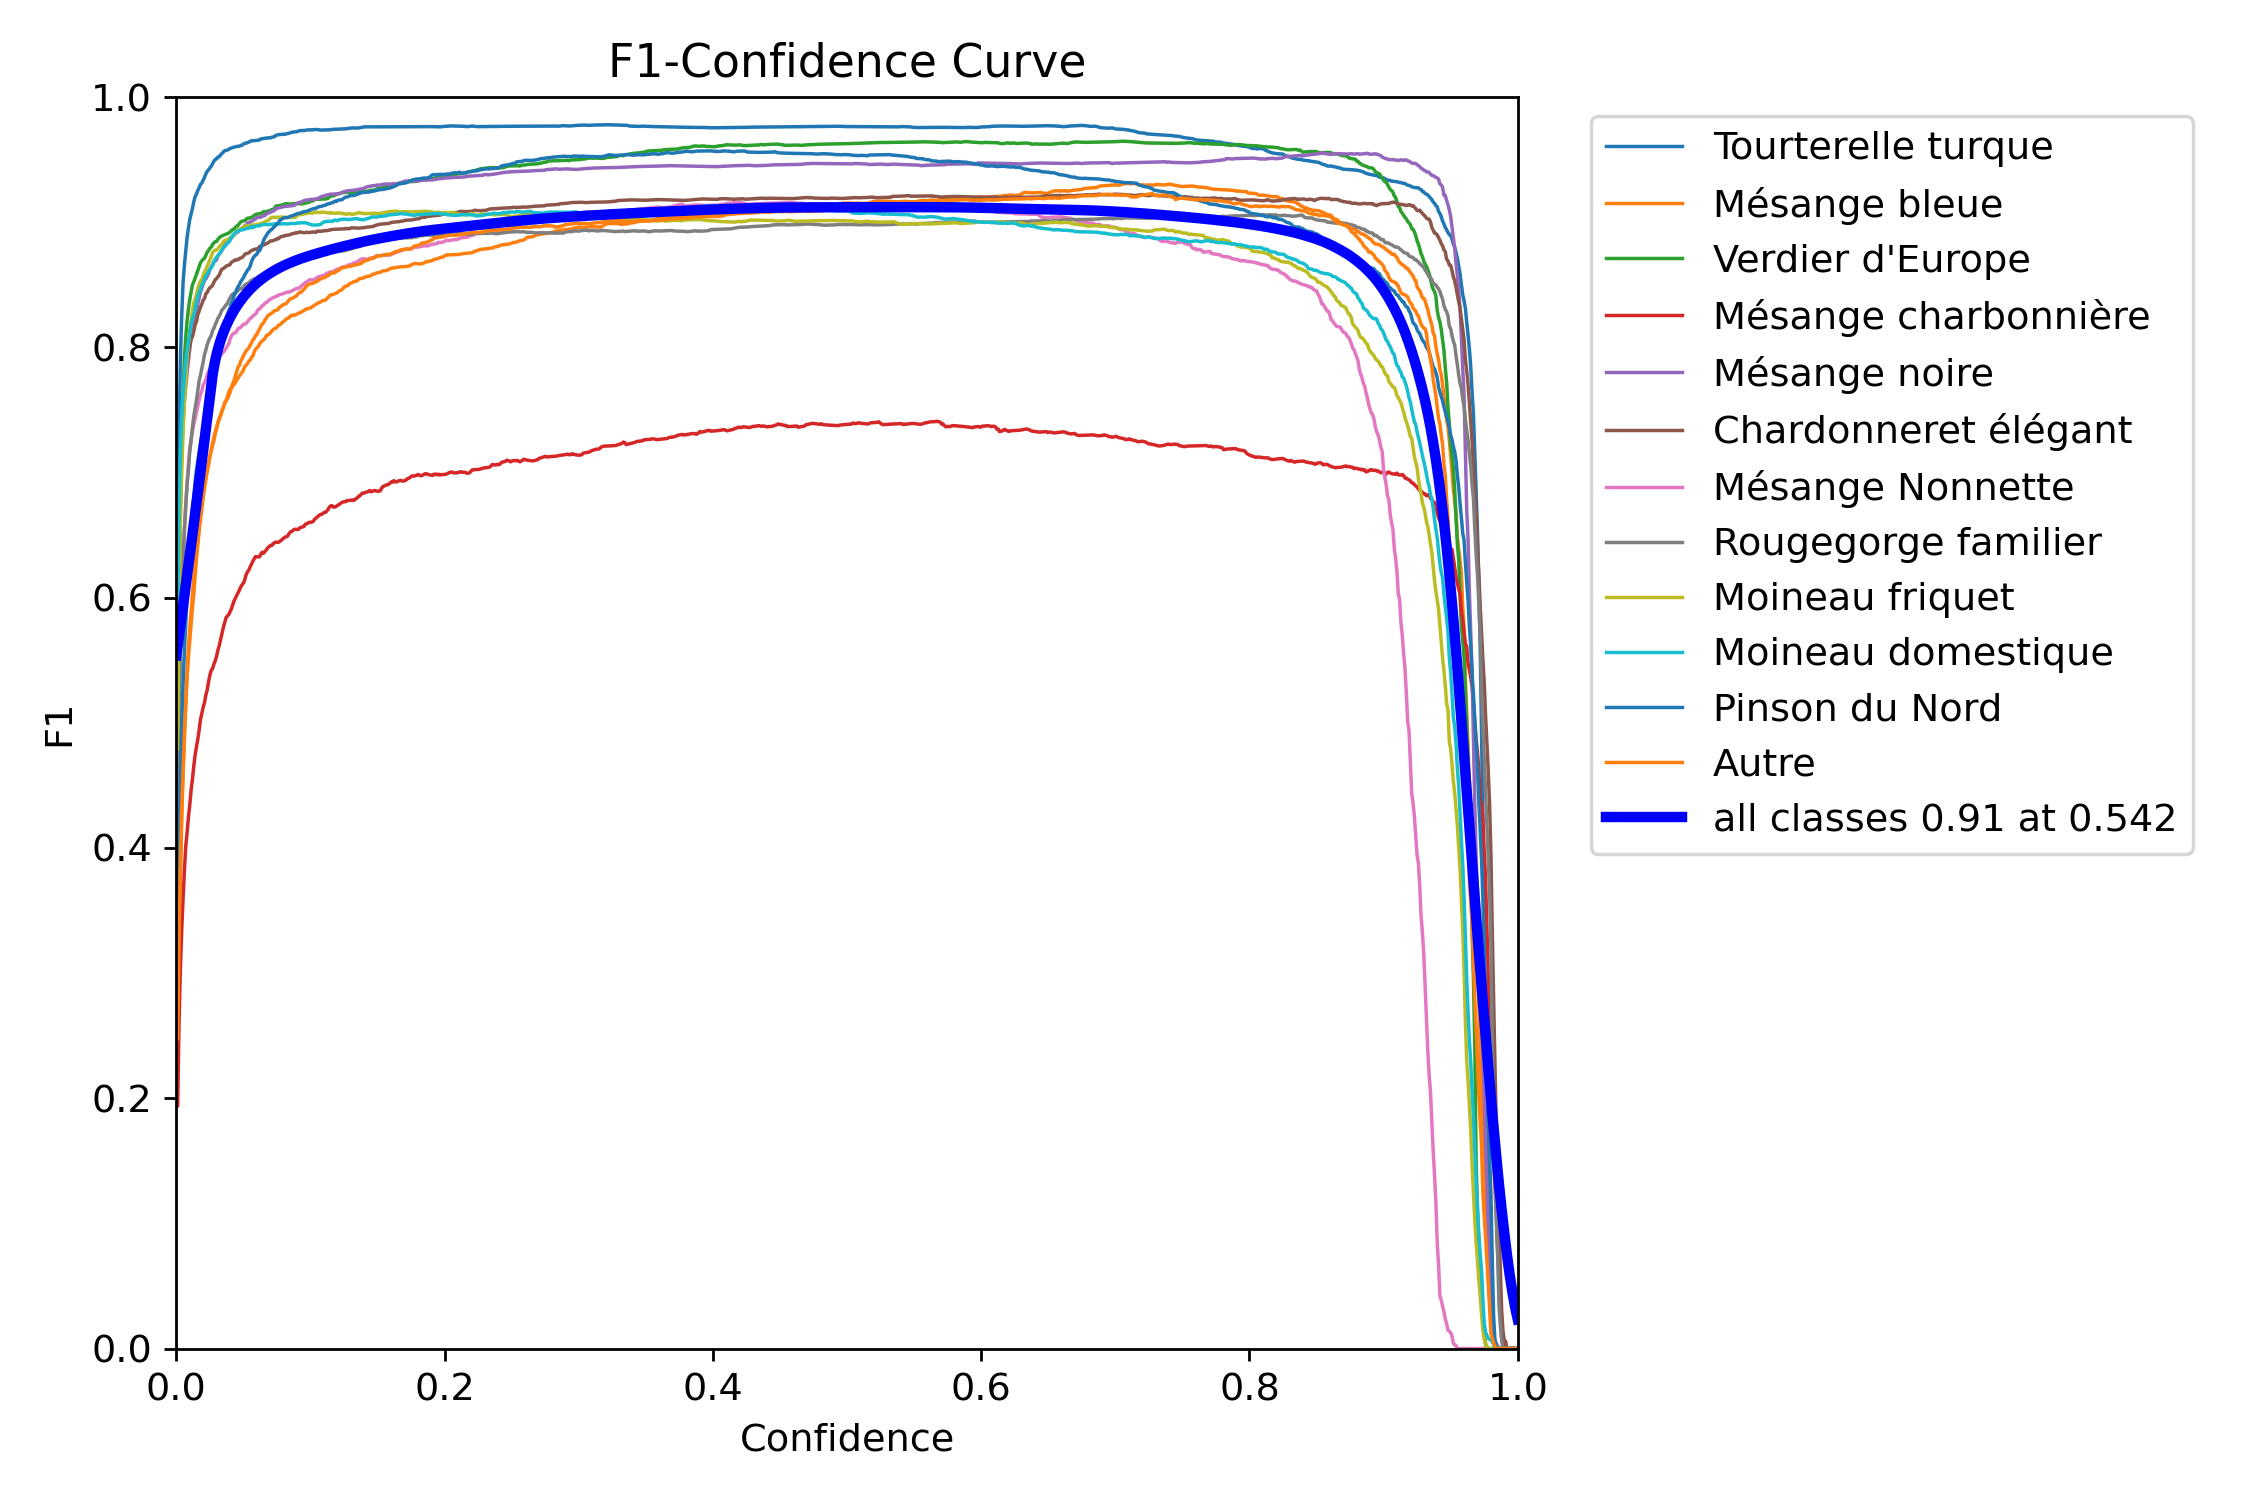 F1-Confidence Curve
1.0
0.8
0.6
0.4
0.2
0.0
F1
0.0 0.2 0.4 0.6 0.8 1.0
Confidence
Tourterelle turque
Mésange bleue
Verdier d'Europe
Mésange charbonnière
Mésange noire
Chardonneret élégant
Mésange Nonnette
Rougegorge familier
Moineau friquet
Moineau domestique
Pinson du Nord
Autre
all classes 0.91 at 0.542